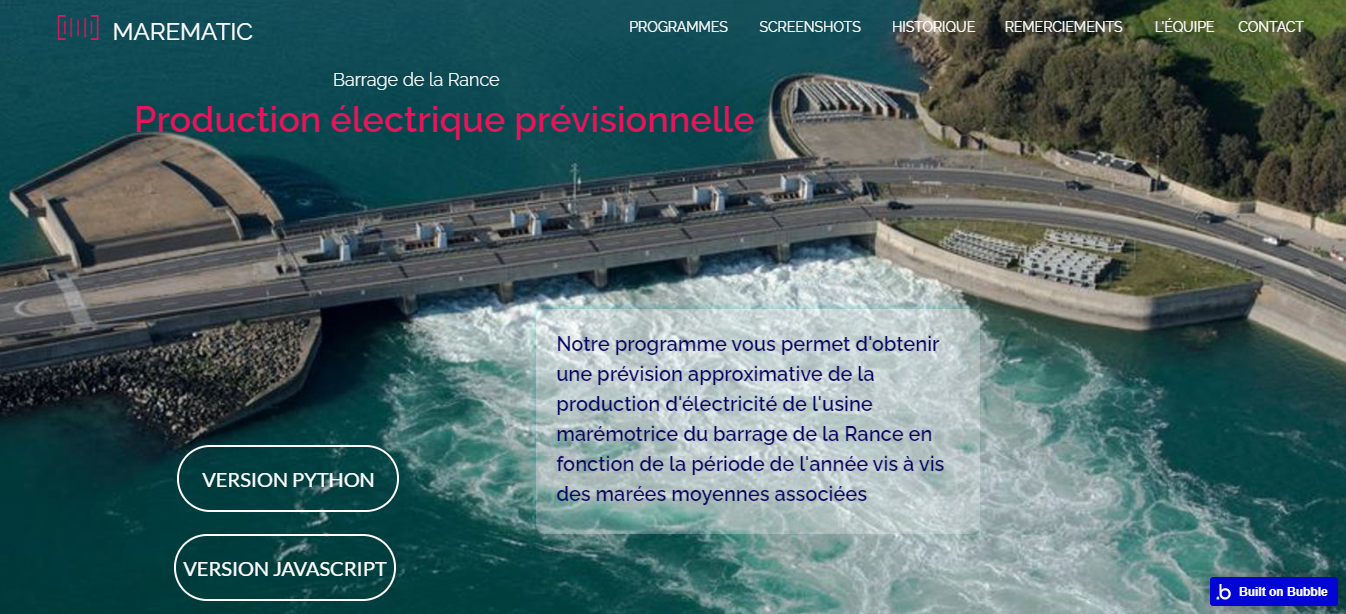 MAREMATIC
PROGRAMMES SCREENSHOTS HISTORIQUE REMERCIEMENTS L'ÉQUIPE CONTACT
Barrage de la Rance
Production électrique prévisionnelle
Notre programme vous permet d'obtenir
une prévision approximative de la
production d'électricité de l'usine
marémotrice du barrage de la Rance en
fonction de la période de l'année vis à vis
des marées moyennes associées
VERSION PYTHON
VERSION JAVASCRIPT
b Built on Bubble